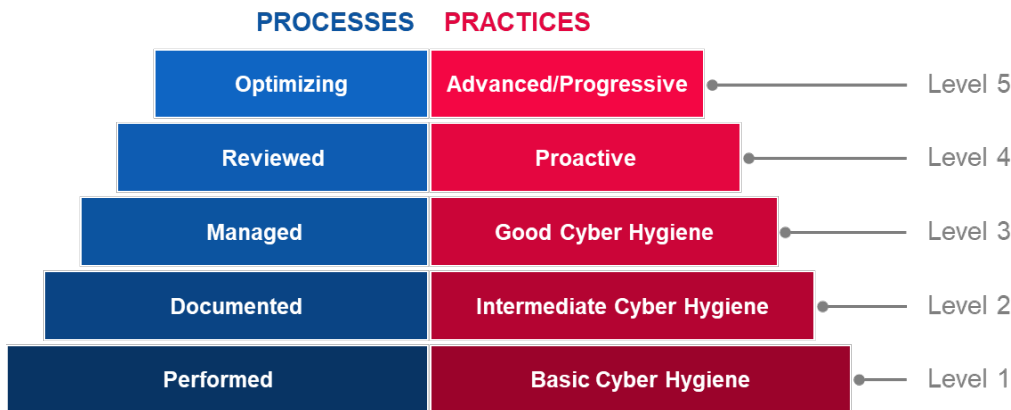 PROCESSES PRACTICES
Optimizing Advanced/Progressive Level 5
Reviewed Proactive Level 4
Managed Good Cyber Hygiene Level 3
Documented Intermediate Cyber Hygiene Level 2
Performed Basic Cyber Hygiene Level 1